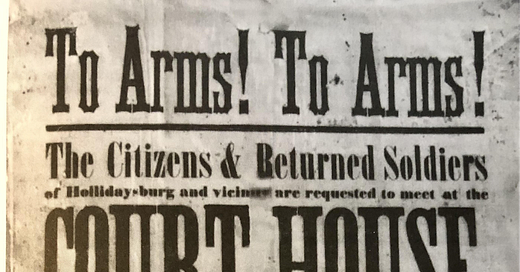 To Arms! To Arms!
The Citizens & Returned Soldiers
of Hollidaysburg and vicinity are requested to meet at the
COURT HOUSE